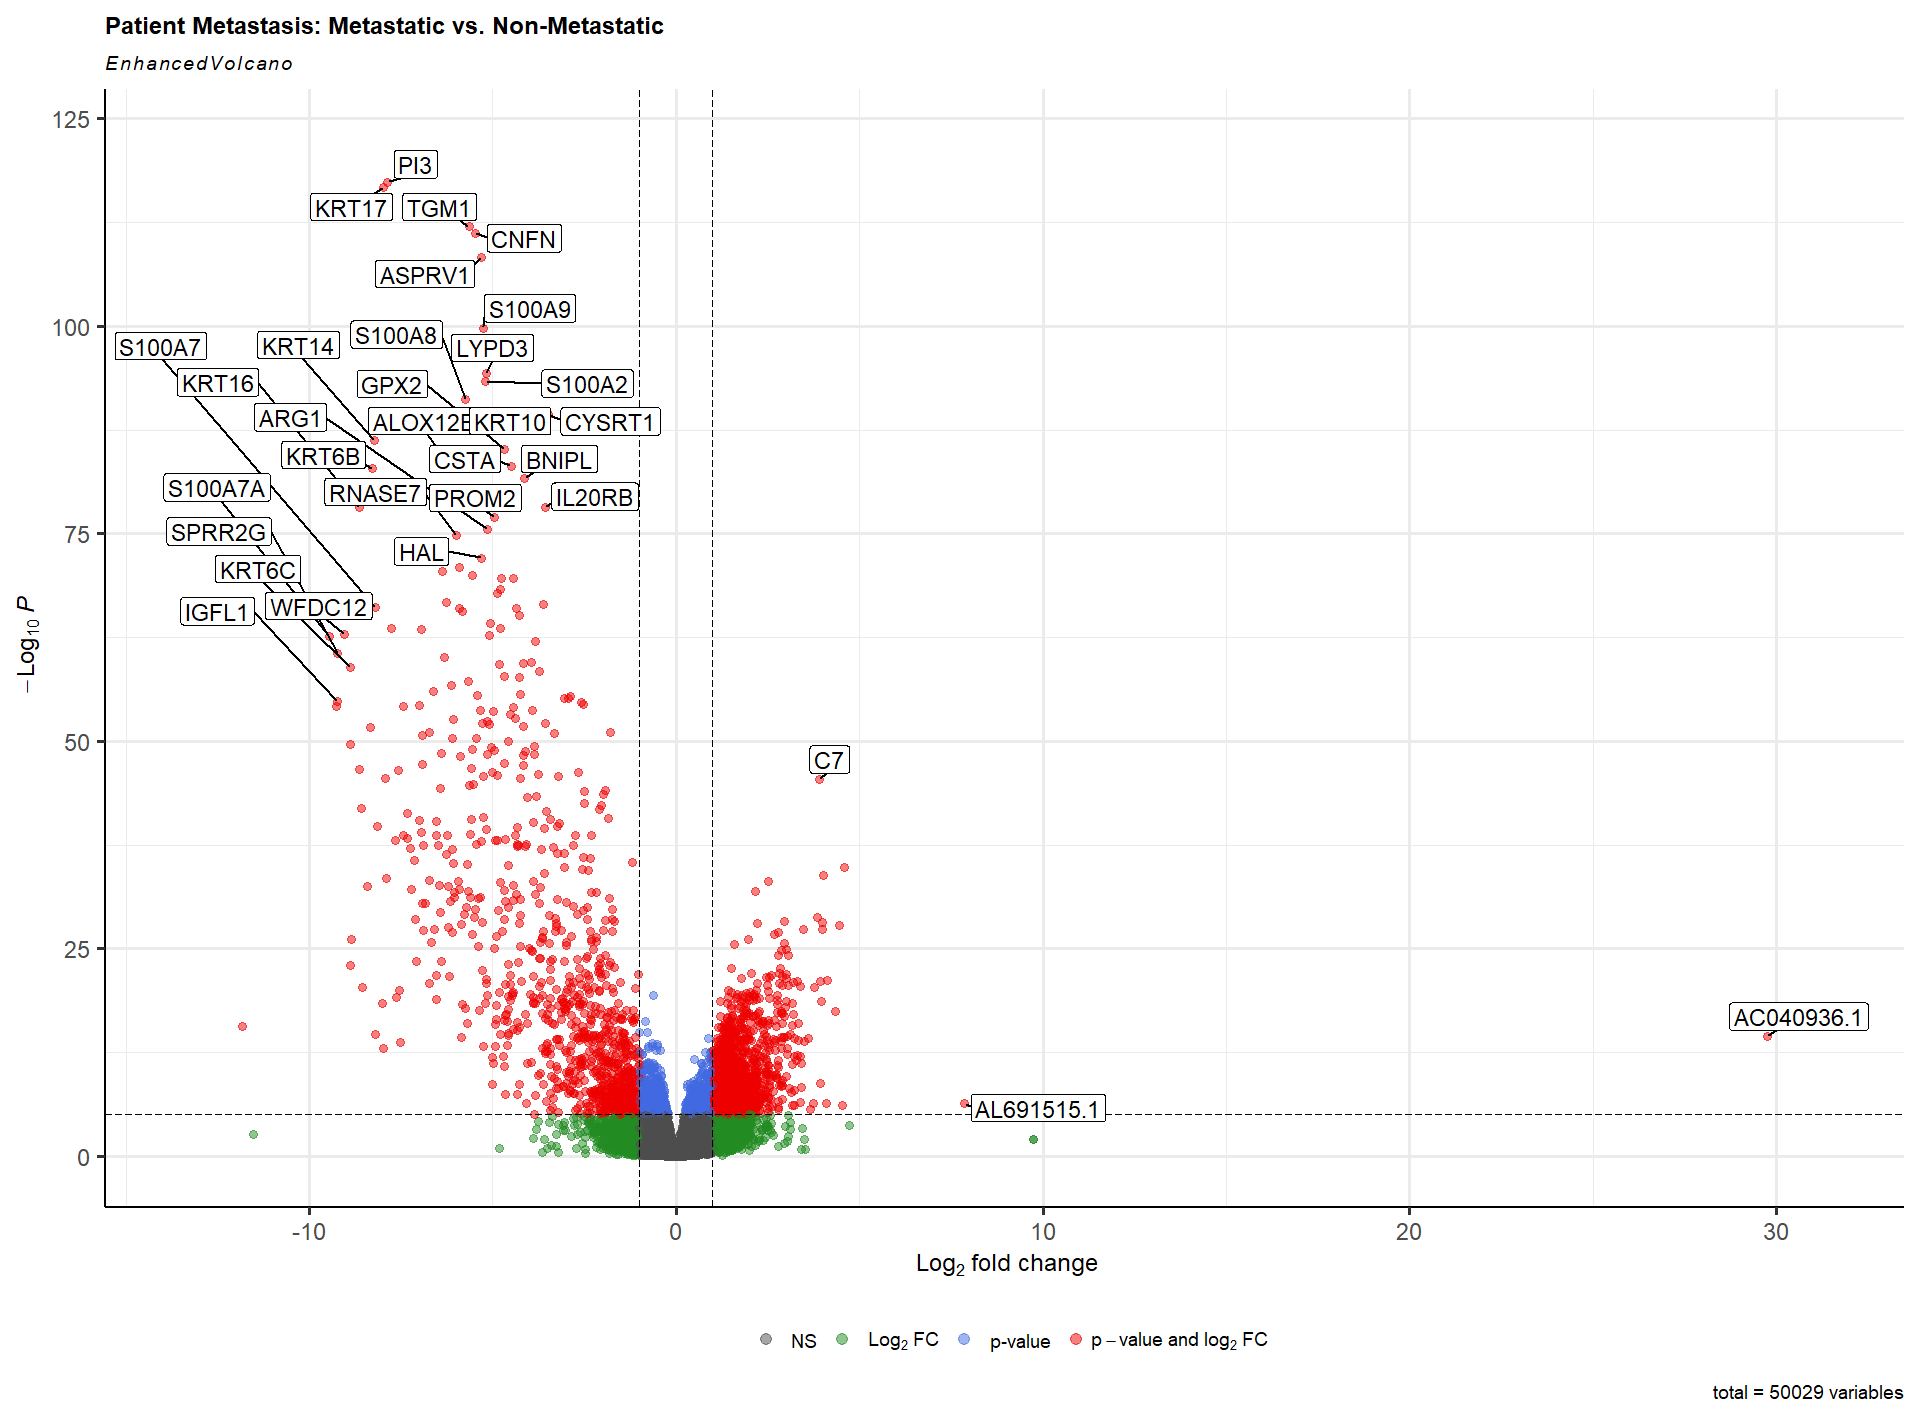 Patient Metastasis: Metastatic vs. Non-Metastatic
EnhancedVolcano
125
100
75
50
25
0
−Log10 P
PI3
KRT17
TGM1
CNFN
ASPRV1
S100A9
S100A8
LYPD3
S100A7
KRT14
KRT16
GPX2
S100A2
ARG1
ALOX12E
KRT10
CYSRT1
KRT6B
CSTA
BNIPL
S100A7A
RNASE7
PROM2
IL20RB
SPRR2G
HAL
KRT6C
IGFL1
WFDC12
C7
AC040936.1
AL691515.1
-10
0
10
20
30
Log2 fold change
NS
Log2 FC
p-value
p − value and log2 FC
total = 50029 variables